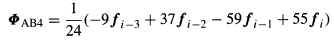 Φ_AB4 = 1/24 (−9f_{i−3} + 37f_{i−2} − 59f_{i−1} + 55f_i)